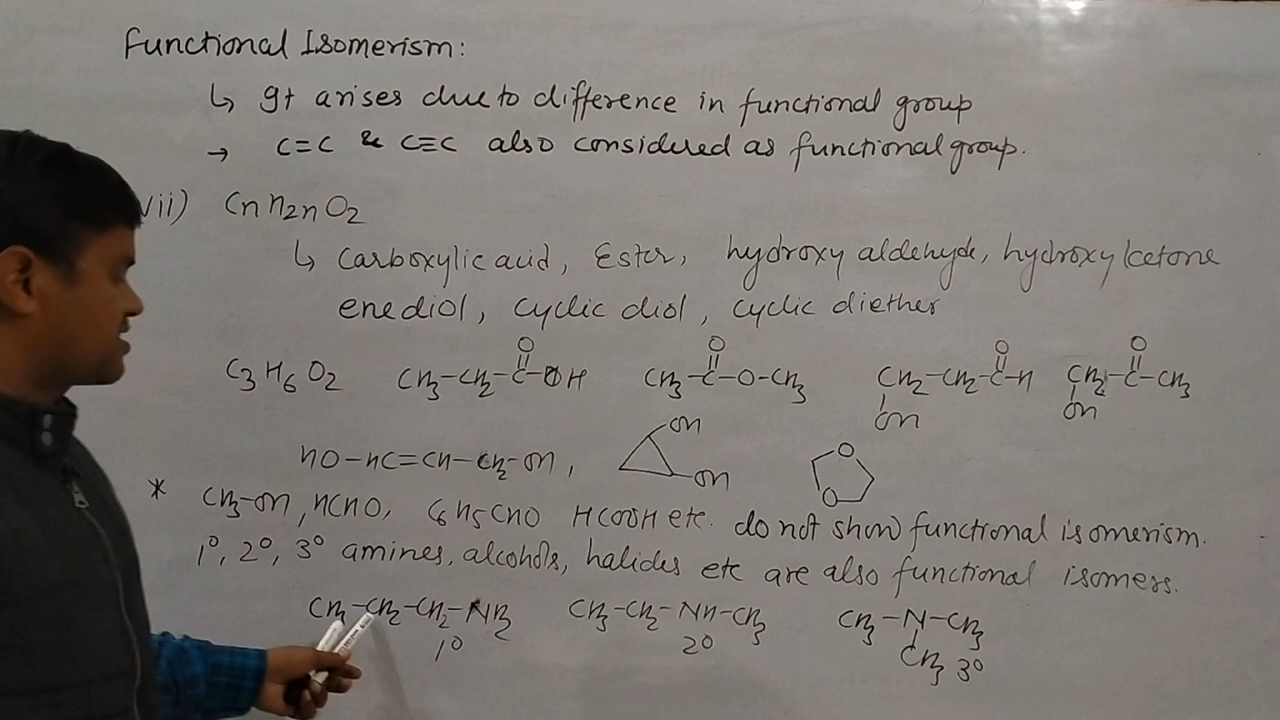 Functional Isomerism:
↳ It arises due to difference in functional group
→ C=C & C≡C also considered as functional group.
vii) CnH2nO2
↳ Carboxylic acid, Ester, hydroxy aldehyde, hydroxy ketone
enediol, cyclic diol, cyclic diether
C3H6O2 CH3-CH2-C-OH CH3-C-O-CH3 CH2-CH2-C-H CH2-C-CH3
O O O O
OH OH
HO-HC=CH-CH2-OH, OH OH O O
* CH3-OH, HCHO, C6H5CHO HCOOH etc. do not show functional isomerism.
1°, 2°, 3° amines, alcohols, halides etc are also functional isomers.
CH3-CH2-CH2-NH2 CH3-CH2-NH-CH3 CH3-N-CH3
1° 2° CH3 3°